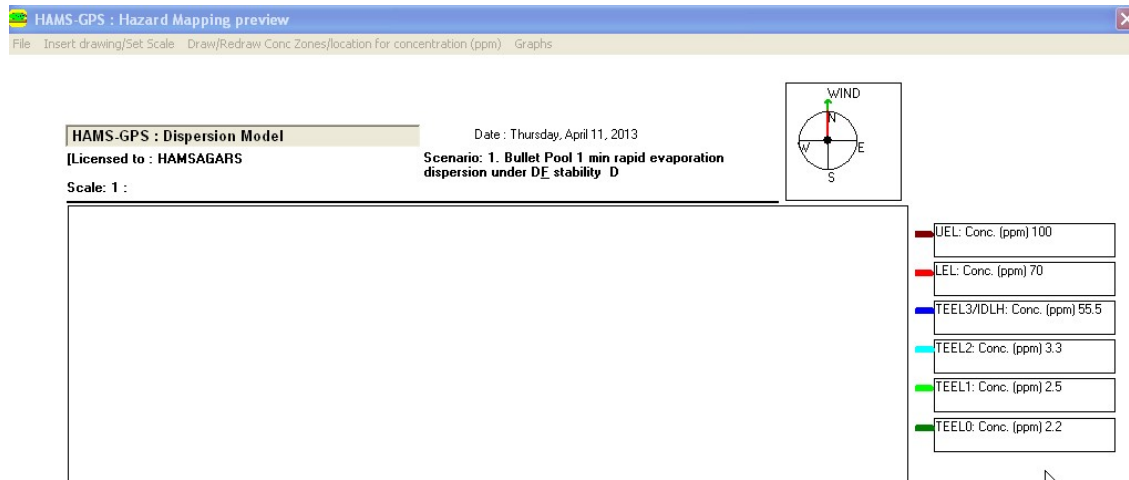 HAMS-GPS : Hazard Mapping preview
File Insert drawing/Set Scale Draw/Redraw Conc Zones/location for concentration (ppm) Graphs
WIND
N
W
E
S
HAMS-GPS : Dispersion Model
Date : Thursday, April 11, 2013
[Licensed to : HAMSAGARS
Scenario: 1. Bullet Pool 1 min rapid evaporation
dispersion under DF stability D
Scale: 1 :
UEL: Conc. (ppm) 100
LEL: Conc. (ppm) 70
TEEL3/IDLH: Conc. (ppm) 55.5
TEEL2: Conc. (ppm) 3.3
TEEL1: Conc. (ppm) 2.5
TEEL0: Conc. (ppm) 2.2